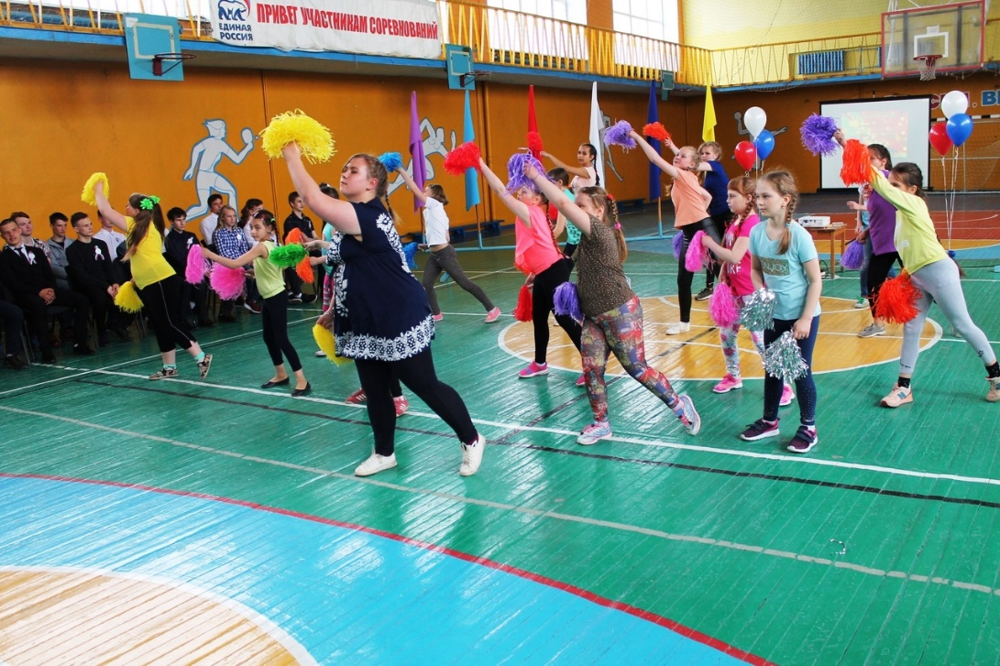 ЕДИНАЯ
РОССИЯ
ПРИВЕТ УЧАСТНИКАМ СОРЕВНОВАНИЙ